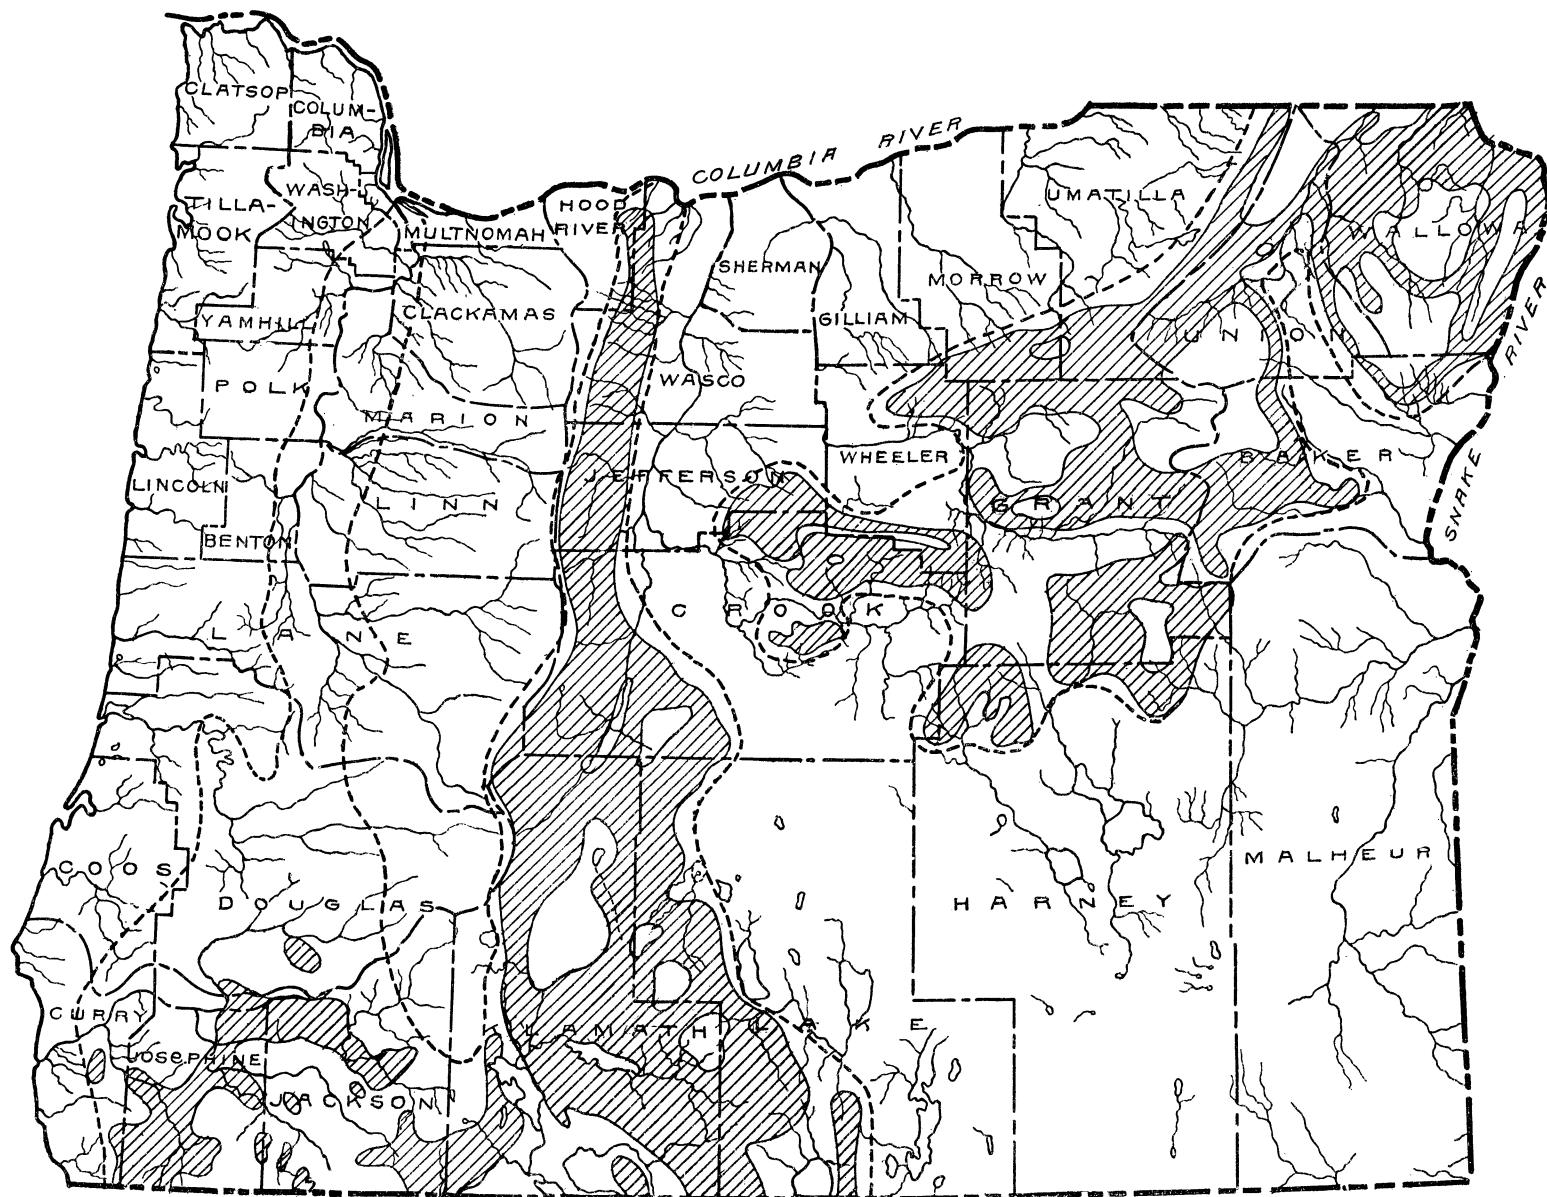 CLATSOP
COLUM-
BIA
COLUMBIA RIVER
TILLA-
MOOK
WASH-
INGTON
MULTNOMAH
HOOD
RIVER
SHERMAN
GILLIAM
MORROW
UMATILLA
WALLOWA
YAMHILL
CLACKAMAS
WASCO
UNION
POLK
MARION
JEFFERSON
WHEELER
BAKER
SNAKE RIVER
LINCOLN
LINN
BENTON
GRANT
LANE
CROOK
COOS
DOUGLAS
HARNEY
MALHEUR
CURRY
JOSEPHINE
JACKSON
KLAMATH
LAKE